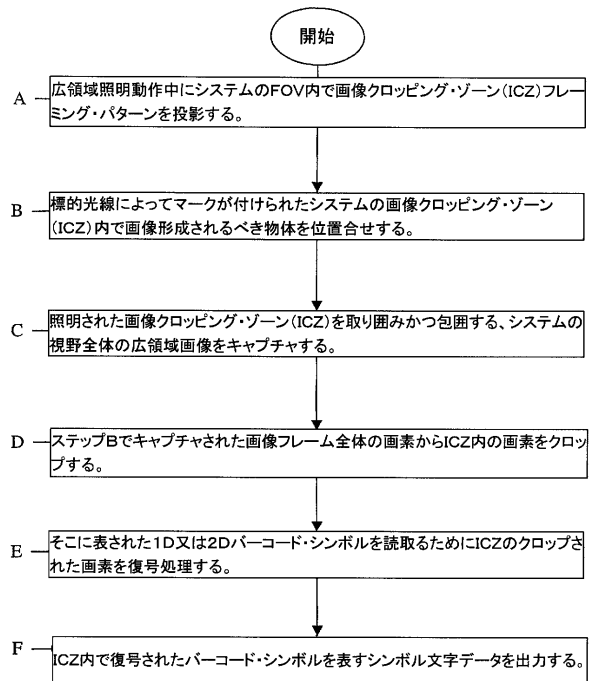 開始
A
広領域照明動作中にシステムのFOV内で画像クロッピング・ゾーン(ICZ)フレー
ミング・パターンを投影する。
B
標的光線によってマークが付けられたシステムの画像クロッピング・ゾーン
(ICZ)内で画像形成されるべき物体を位置合せする。
C
照明された画像クロッピング・ゾーン(ICZ)を取り囲みかつ包囲する、システムの
視野全体の広領域画像をキャプチャする。
D
ステップBでキャプチャされた画像フレーム全体の画素からICZ内の画素をクロッ
プする。
E
そこに表された1D又は2Dバーコード・シンボルを読取るためにICZのクロップさ
れた画素を復号処理する。
F
ICZ内で復号されたバーコード・シンボルを表すシンボル文字データを出力する。